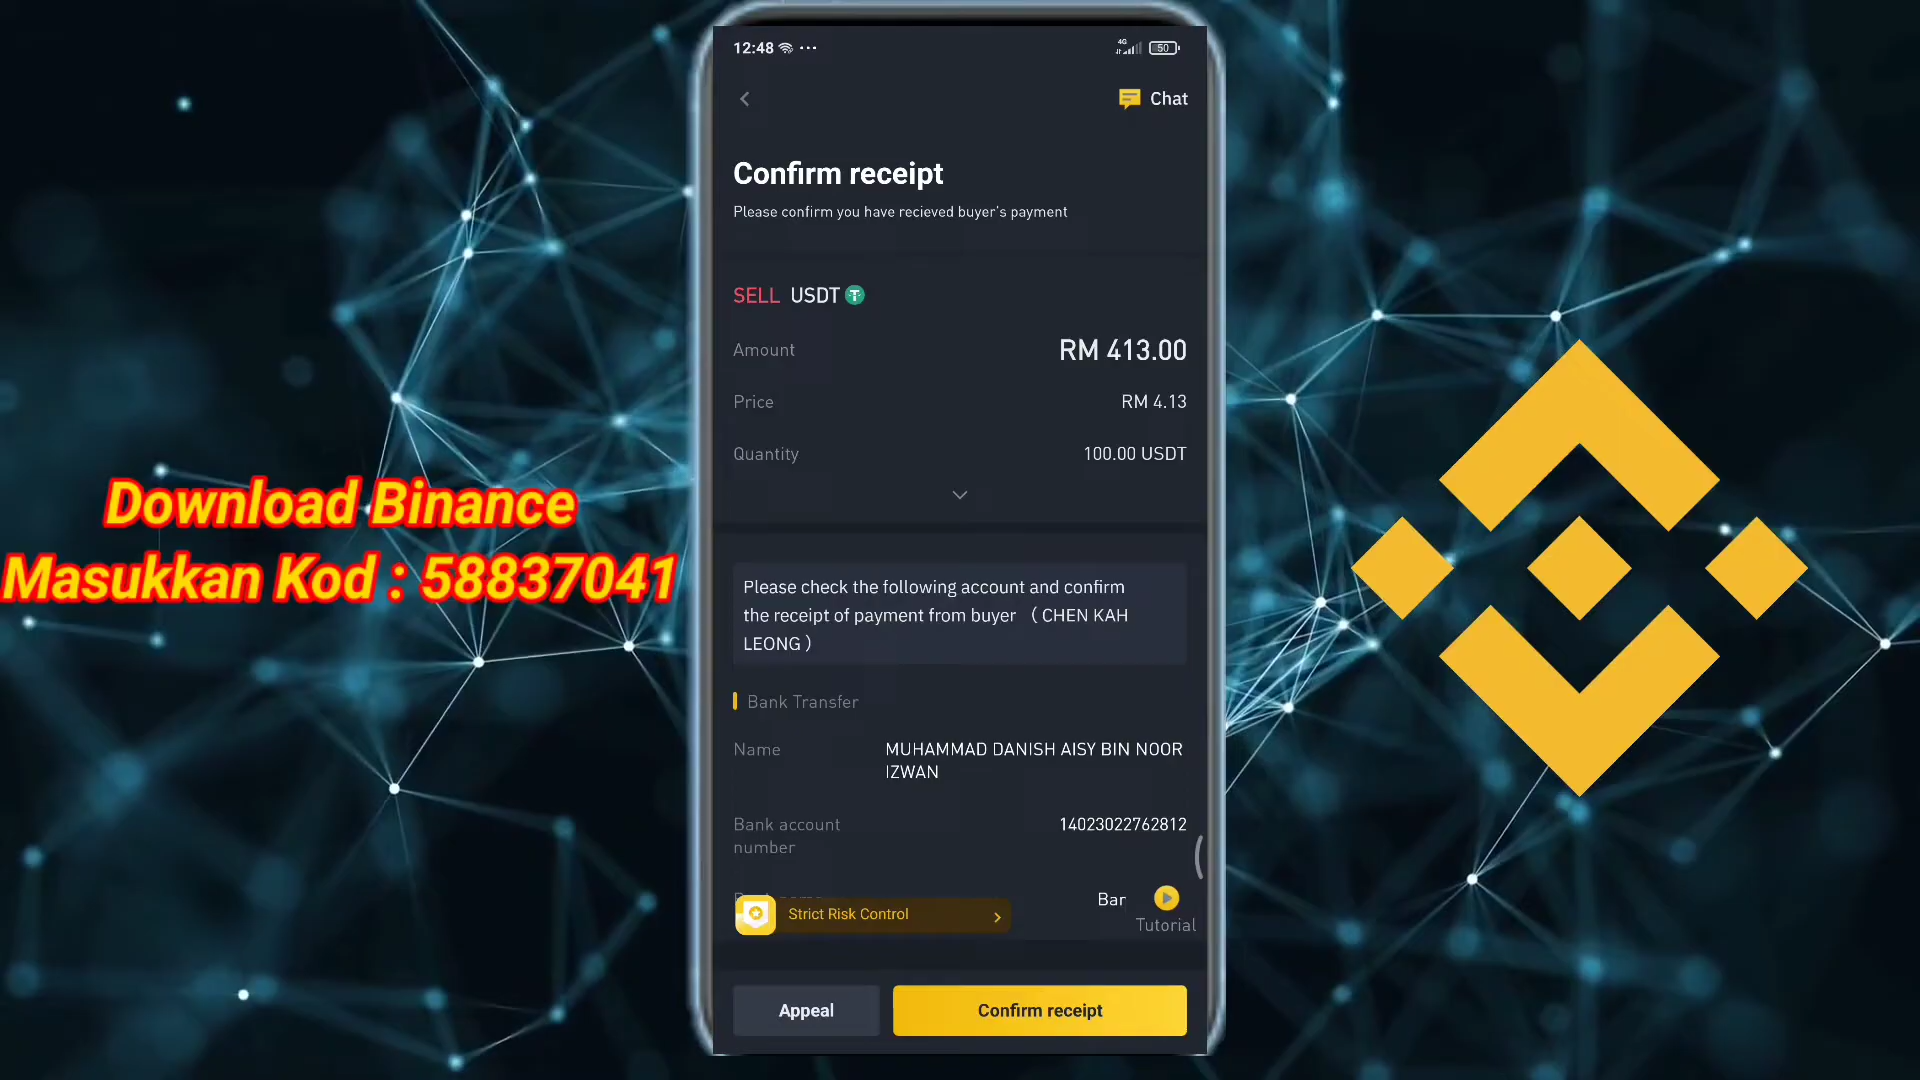 12:48
4G
50
Chat
Confirm receipt
Please confirm you have recieved buyer's payment
SELL USDT
Amount RM 413.00
Price RM 4.13
Quantity 100.00 USDT
Download Binance
Masukkan Kod : 58837041
Please check the following account and confirm
the receipt of payment from buyer （ CHEN KAH
LEONG ）
Bank Transfer
Name MUHAMMAD DANISH AISY BIN NOOR
IZWAN
Bank account 14023022762812
number
Strict Risk Control
Tutorial
Appeal
Confirm receipt